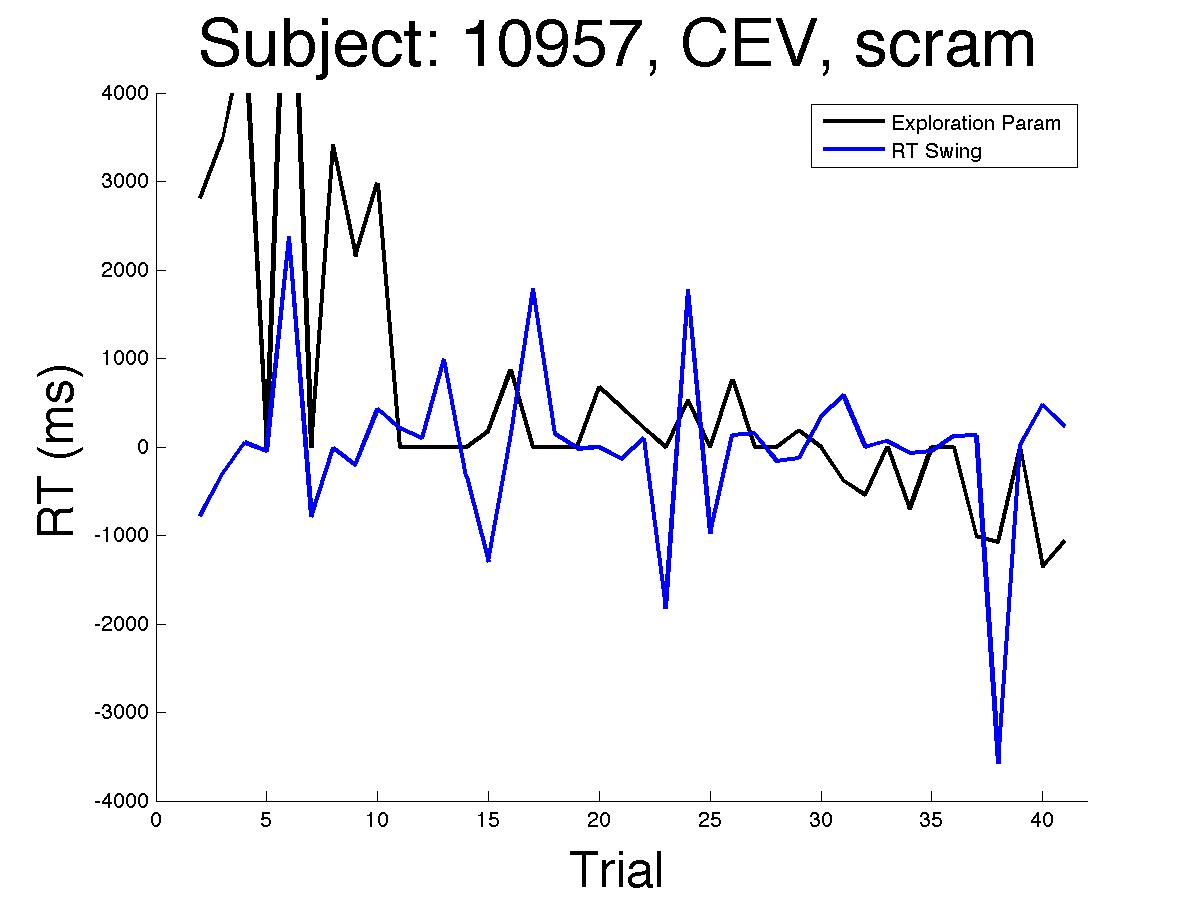 Subject: 10957, CEV, scram
Exploration Param
RT Swing
4000
3000
2000
1000
0
-1000
-2000
-3000
-4000
RT (ms)
0 5 10 15 20 25 30 35 40
Trial